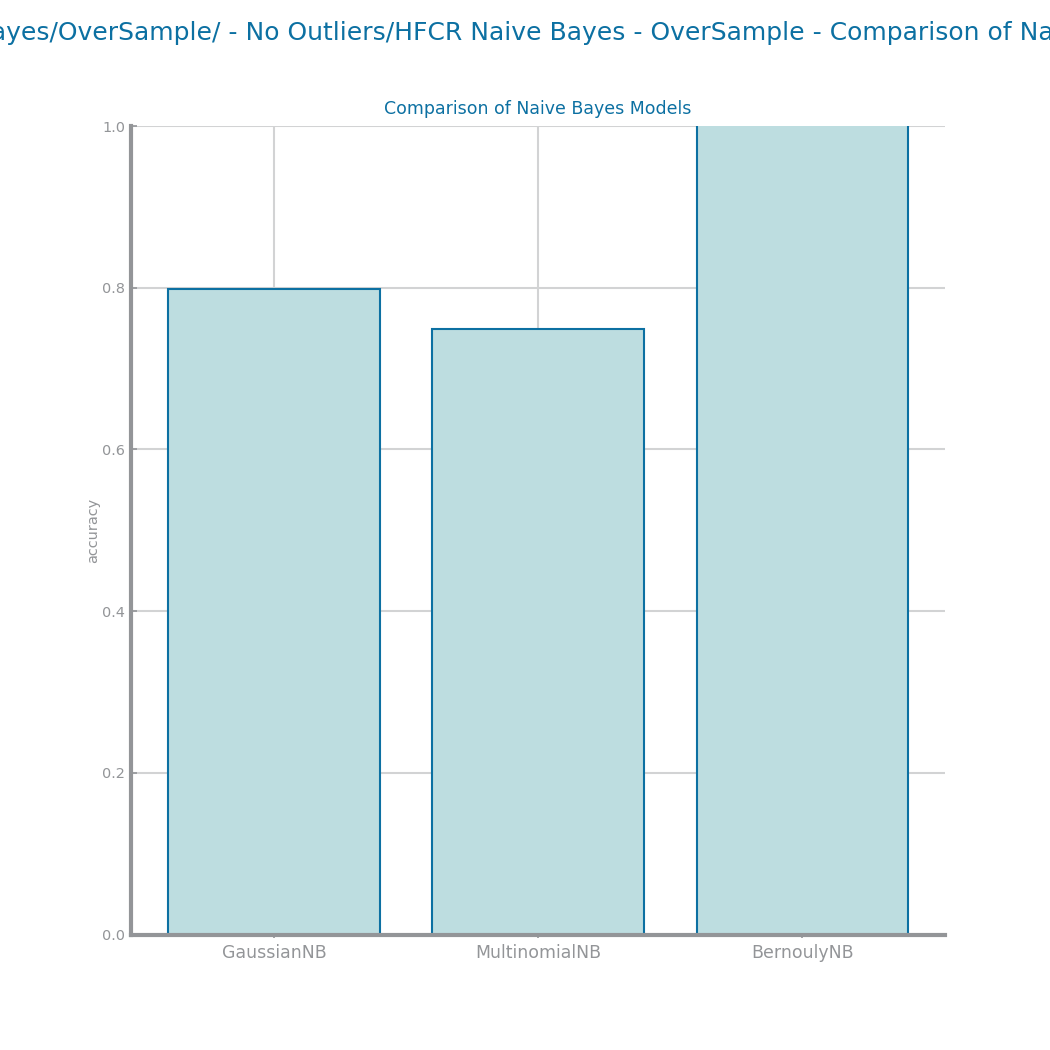 ayes/OverSample/ - No Outliers/HFCR Naive Bayes - OverSample - Comparison of Na
Comparison of Naive Bayes Models
1.0
0.8
0.6
0.4
0.2
0.0
accuracy
GaussianNB MultinomialNB BernoulyNB